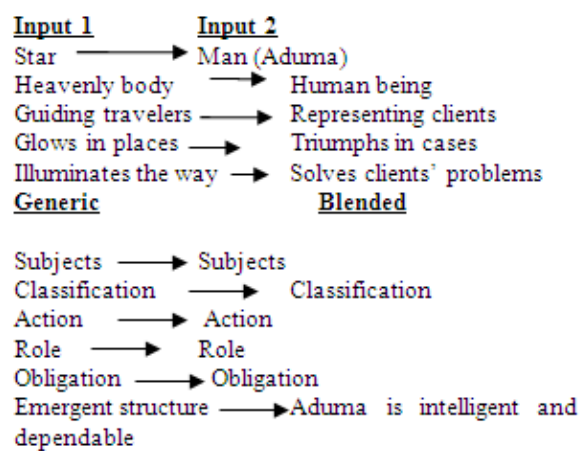 Input 1 Input 2
Star Man (Aduma)
Heavenly body Human being
Guiding travelers Representing clients
Glows in places Triumphs in cases
Illuminates the way Solves clients' problems
Generic Blended
Subjects Subjects
Classification Classification
Action Action
Role Role
Obligation Obligation
Emergent structure Aduma is intelligent and
dependable